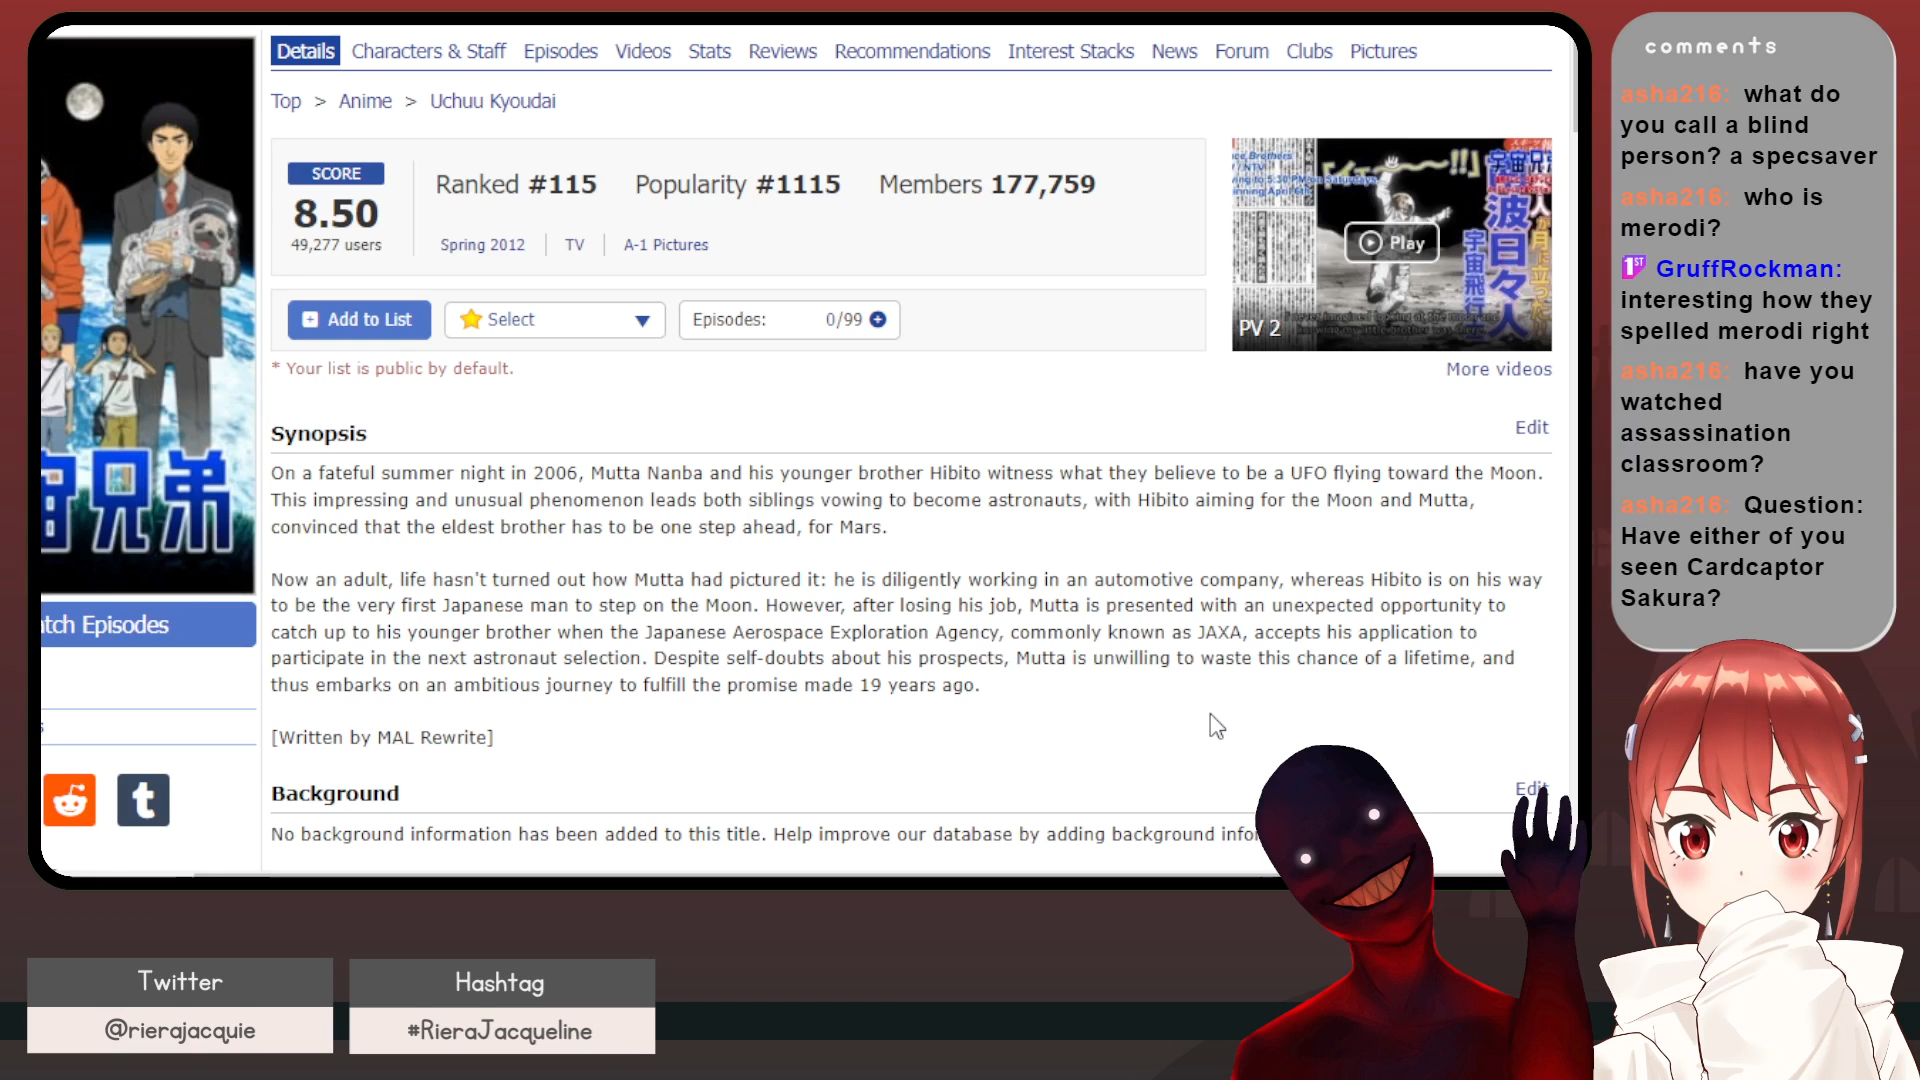 Details Characters & Staff Episodes Videos Stats Reviews Recommendations Interest Stacks News Forum Clubs Pictures
Top > Anime > Uchuu Kyoudai
SCORE
8.50
49,277 users
Ranked #115 Popularity #1115 Members 177,759
Spring 2012 TV A-1 Pictures
Add to List
Select
Episodes: 0/99
* Your list is public by default.
Play
PV 2
More videos
Synopsis
Edit
On a fateful summer night in 2006, Mutta Nanba and his younger brother Hibito witness what they believe to be a UFO flying toward the Moon.
This impressing and unusual phenomenon leads both siblings vowing to become astronauts, with Hibito aiming for the Moon and Mutta,
convinced that the eldest brother has to be one step ahead, for Mars.
Now an adult, life hasn't turned out how Mutta had pictured it: he is diligently working in an automotive company, whereas Hibito is on his way
to be the very first Japanese man to step on the Moon. However, after losing his job, Mutta is presented with an unexpected opportunity to
catch up to his younger brother when the Japanese Aerospace Exploration Agency, commonly known as JAXA, accepts his application to
participate in the next astronaut selection. Despite self-doubts about his prospects, Mutta is unwilling to waste this chance of a lifetime, and
thus embarks on an ambitious journey to fulfill the promise made 19 years ago.
[Written by MAL Rewrite]
Background
Edit
No background information has been added to this title. Help improve our database by adding background infor
宙兄弟
tch Episodes
t
comments
asha216: what do
you call a blind
person? a specsaver
asha216: who is
merodi?
1ST GruffRockman:
interesting how they
spelled merodi right
asha216: have you
watched
assassination
classroom?
asha216: Question:
Have either of you
seen Cardcaptor
Sakura?
Twitter
@rierajacquie
Hashtag
#RieraJacqueline